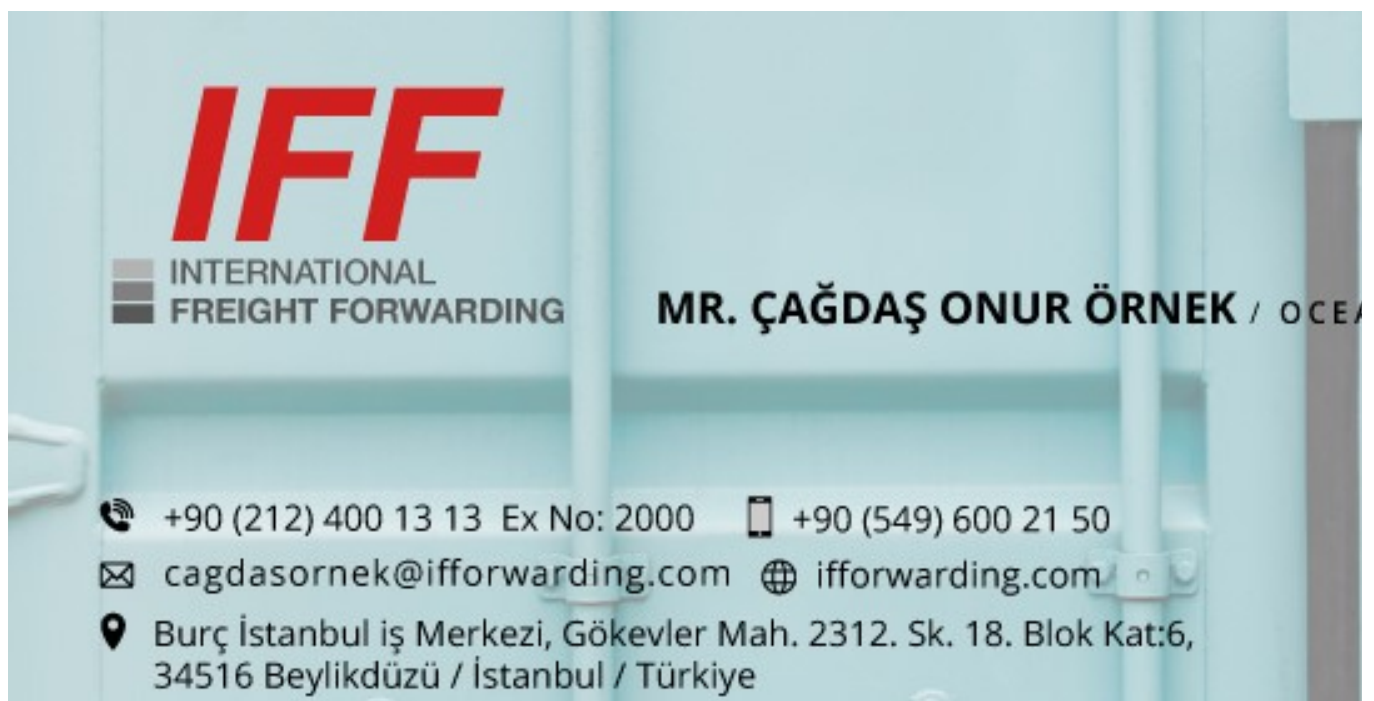 IFF
INTERNATIONAL
FREIGHT FORWARDING
MR. ÇAĞDAŞ ONUR ÖRNEK /
+90 (212) 400 13 13 Ex No: 2000 +90 (549) 600 21 50
cagdasornek@ifforwarding.com ifforwarding.com
Burç İstanbul iş Merkezi, Gökevler Mah. 2312. Sk. 18. Blok Kat:6,
34516 Beylikdüzü / İstanbul / Türkiye